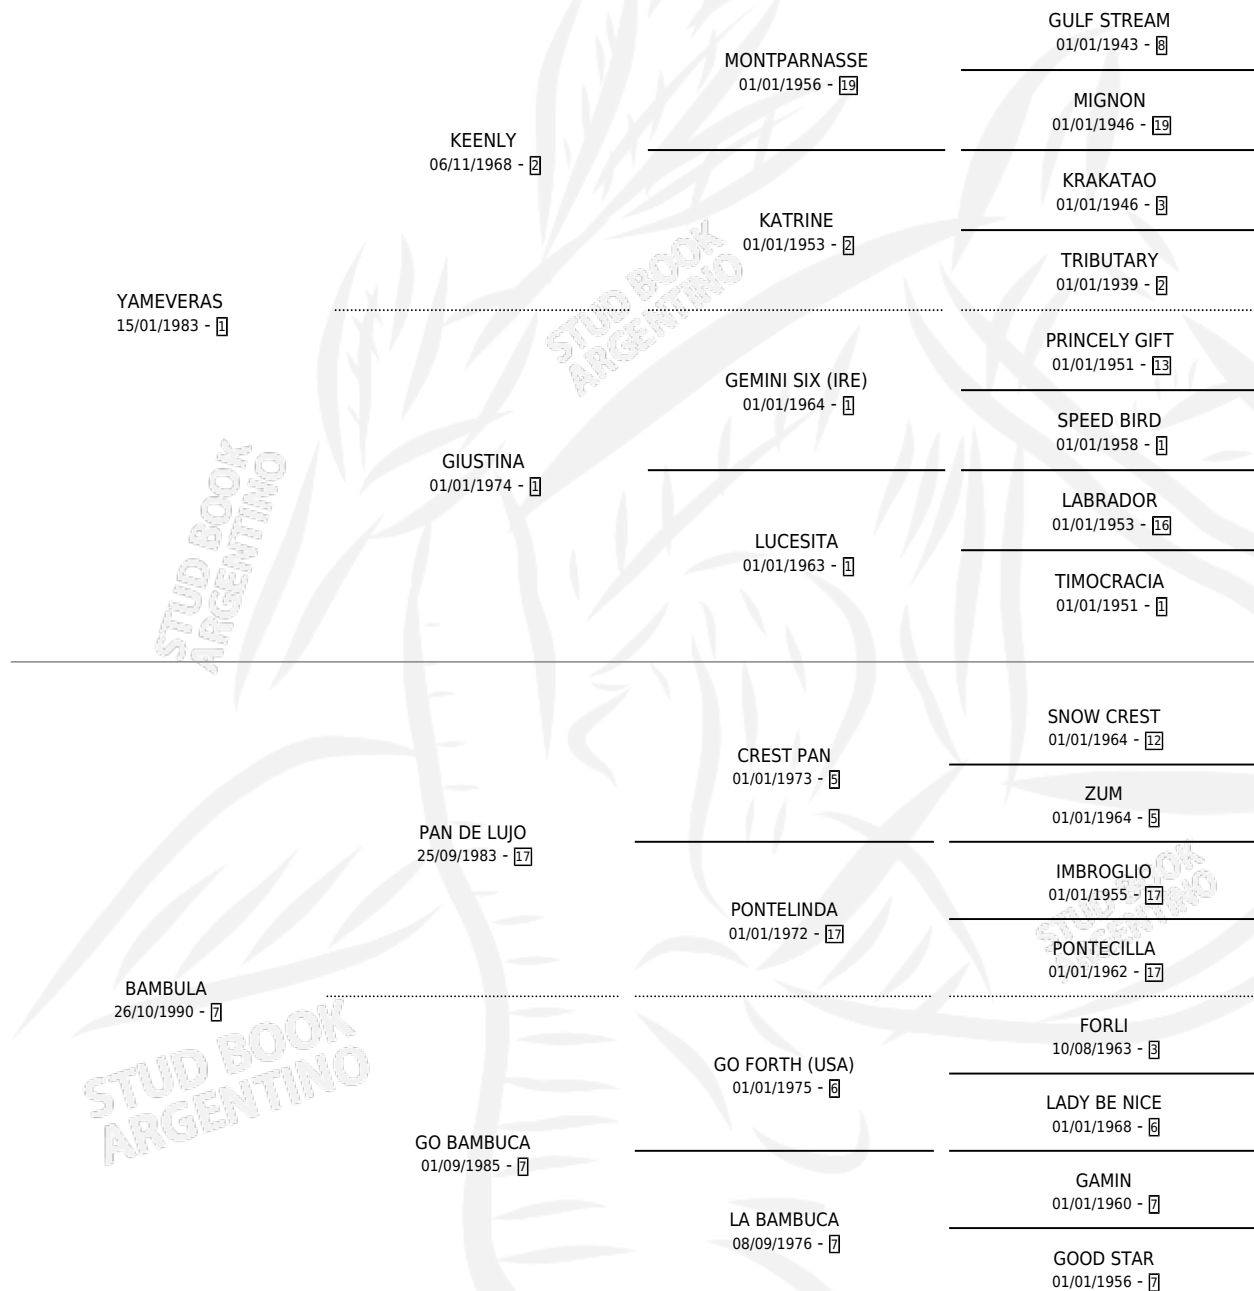 GULF STREAM
01/01/1943 - 8
MONTPARNASSE
01/01/1956 - 19
MIGNON
01/01/1946 - 19
KEENLY
06/11/1968 - 2
KRAKATAO
01/01/1946 - 3
KATRINE
01/01/1953 - 2
TRIBUTARY
01/01/1939 - 2
YAMEVERAS
15/01/1983 - 1
STUD BOOK
ARGENTINO
PRINCELY GIFT
01/01/1951 - 13
GEMINI SIX (IRE)
01/01/1964 - 1
SPEED BIRD
01/01/1958 - 1
GIUSTINA
01/01/1974 - 1
LABRADOR
01/01/1953 - 16
LUCESITA
01/01/1963 - 1
TIMOCRACIA
01/01/1951 - 1
STUD BOOK
ARGENTINO
SNOW CREST
01/01/1964 - 12
CREST PAN
01/01/1973 - 5
ZUM
01/01/1964 - 5
PAN DE LUJO
25/09/1983 - 17
IMBROGLIO
01/01/1955 - 17
PONTELINDA
01/01/1972 - 17
STUD BOOK
ARGENTINO
PONTECILLA
01/01/1962 - 17
BAMBULA
26/10/1990 - 7
STUD BOOK
ARGENTINO
FORLI
10/08/1963 - 3
GO FORTH (USA)
01/01/1975 - 6
LADY BE NICE
01/01/1968 - 6
GO BAMBUCA
01/09/1985 - 7
GAMIN
01/01/1960 - 7
LA BAMBUCA
08/09/1976 - 7
GOOD STAR
01/01/1956 - 7